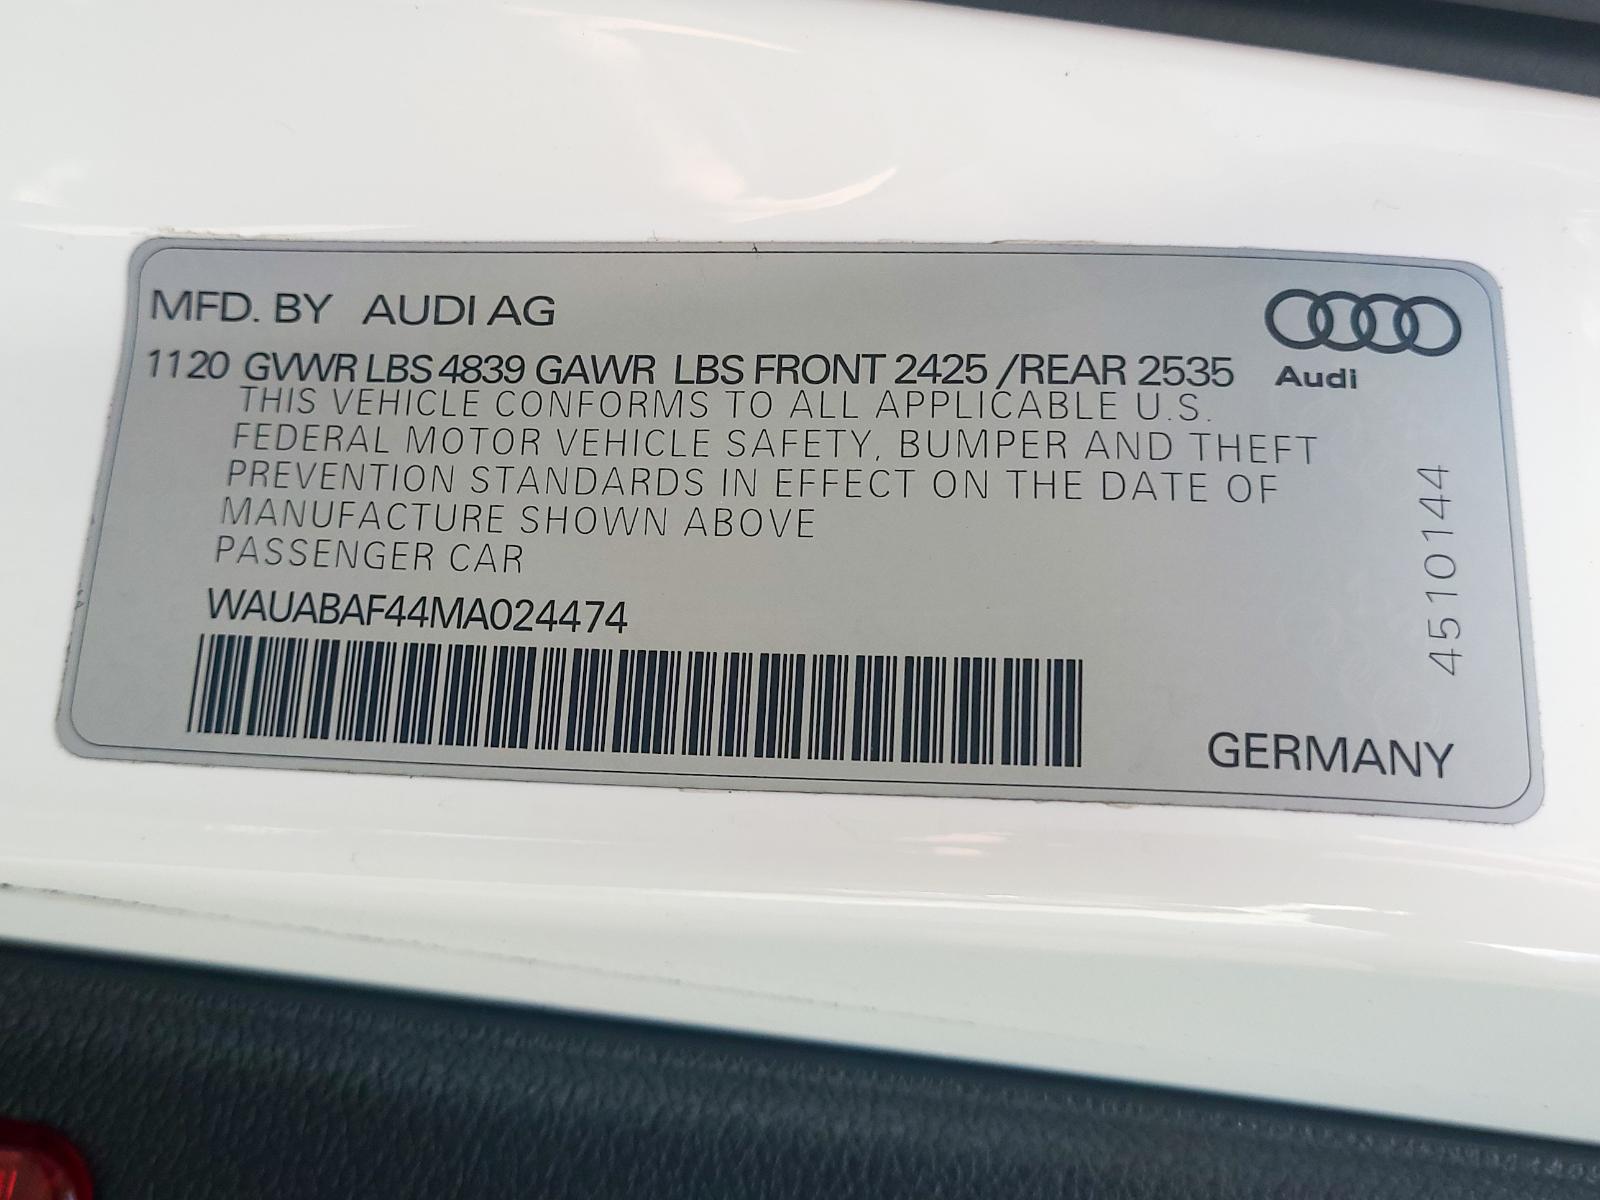 MFD. BY AUDI AG
1120 GVWR LBS 4839 GAWR LBS FRONT 2425 /REAR 2535
Audi
THIS VEHICLE CONFORMS TO ALL APPLICABLE U.S.
FEDERAL MOTOR VEHICLE SAFETY, BUMPER AND THEFT
PREVENTION STANDARDS IN EFFECT ON THE DATE OF
MANUFACTURE SHOWN ABOVE
PASSENGER CAR
WAUABAF44MA024474
4510144
GERMANY